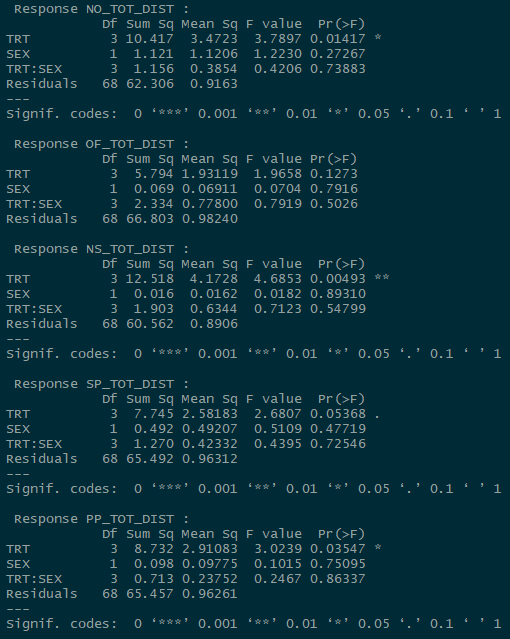 Response NO_TOT_DIST :
            Df Sum Sq Mean Sq F value  Pr(>F)
TRT          3 10.417  3.4723  3.7897 0.01417 *
SEX          1  1.121  1.1206  1.2230 0.27267
TRT:SEX      3  1.156  0.3854  0.4206 0.73883
Residuals   68 62.306  0.9163
---
Signif. codes:  0 ‘***’ 0.001 ‘**’ 0.01 ‘*’ 0.05 ‘.’ 0.1 ‘ ’ 1
 Response OF_TOT_DIST :
            Df Sum Sq Mean Sq F value Pr(>F)
TRT          3  5.794 1.93119  1.9658 0.1273
SEX          1  0.069 0.06911  0.0704 0.7916
TRT:SEX      3  2.334 0.77800  0.7919 0.5026
Residuals   68 66.803 0.98240
 Response NS_TOT_DIST :
            Df Sum Sq Mean Sq F value  Pr(>F)
TRT          3 12.518  4.1728  4.6853 0.00493 **
SEX          1  0.016  0.0162  0.0182 0.89310
TRT:SEX      3  1.903  0.6344  0.7123 0.54799
Residuals   68 60.562  0.8906
---
Signif. codes:  0 ‘***’ 0.001 ‘**’ 0.01 ‘*’ 0.05 ‘.’ 0.1 ‘ ’ 1
 Response SP_TOT_DIST :
            Df Sum Sq Mean Sq F value  Pr(>F)
TRT          3  7.745 2.58183  2.6807 0.05368 .
SEX          1  0.492 0.49207  0.5109 0.47719
TRT:SEX      3  1.270 0.42332  0.4395 0.72546
Residuals   68 65.492 0.96312
---
Signif. codes:  0 ‘***’ 0.001 ‘**’ 0.01 ‘*’ 0.05 ‘.’ 0.1 ‘ ’ 1
 Response PP_TOT_DIST :
            Df Sum Sq Mean Sq F value  Pr(>F)
TRT          3  8.732 2.91083  3.0239 0.03547 *
SEX          1  0.098 0.09775  0.1015 0.75095
TRT:SEX      3  0.713 0.23752  0.2467 0.86337
Residuals   68 65.457 0.96261
---
Signif. codes:  0 ‘***’ 0.001 ‘**’ 0.01 ‘*’ 0.05 ‘.’ 0.1 ‘ ’ 1